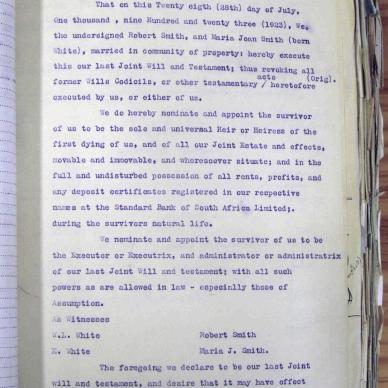 That on this Twenty eigth (28th) day of July,
One thousand , nine Hundred and twenty three (1923), We,
the undersigned Robert Smith, and Maria Joan Smith (born
White), married in community of property; hereby execute
this our Last Joint Will and Testament; thus revoking all
acts (Orig).
former Wills Codicils, or other testamentary / heretofore
executed by us, or either of us.
We do hereby nominate and appoint the survivor
of us to be the sole and universal Heir or Heiress of the
first dying of us, and of all our Joint Estate and effects,
movable and immovable, and wheresoever situate; and in the
full and undisturbed possession of all rents, profits, and
any deposit certificates registered in our respective
names at the Standard Bank of South Africa Limited;.
during the survivors natural life.
We nominate and appoint the survivor of us to be
the Executor or Executrix, and administrator or administratrix
of our Last Joint Will and testament; with all such
powers as are allowed in law - especially those of
Assumption.
As Witnesses
W.L. White Robert Smith
K. White Maria J. Smith.
The foregoing we declare to be our last Joint
will and testament, and desire that it may have effect